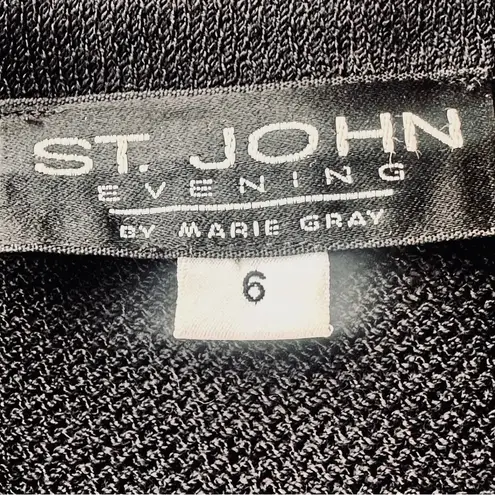 ST. JOHN
EVENING
BY MARIE GRAY
6